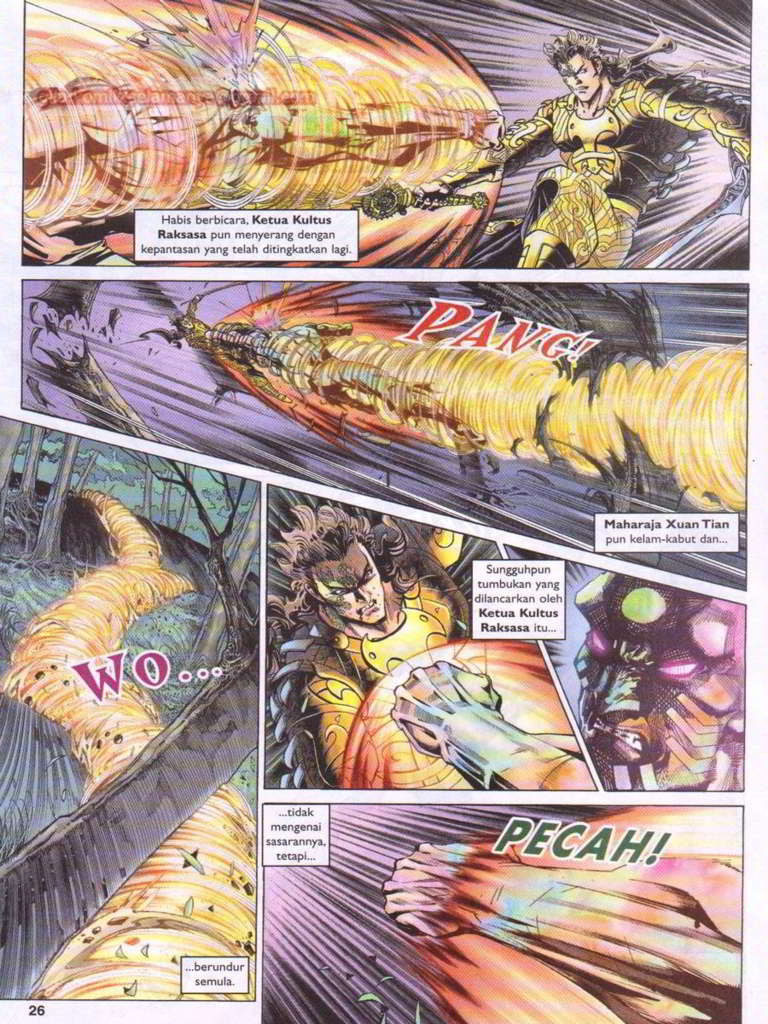 Habis berbicara, Ketua Kultus
Raksasa pun menyerang dengan
kepantasan yang telah ditingkatkan lagi.
PANG!!
Maharaja Xuan Tian
pun kelam-kabut dan...
WO...
...berundur
semula.
Sungguhpun
tumbukan yang
dilancarkan oleh
Ketua Kultus
Raksasa itu...
...tidak
mengenai
sasarannya,
tetapi...
PECAH!
26